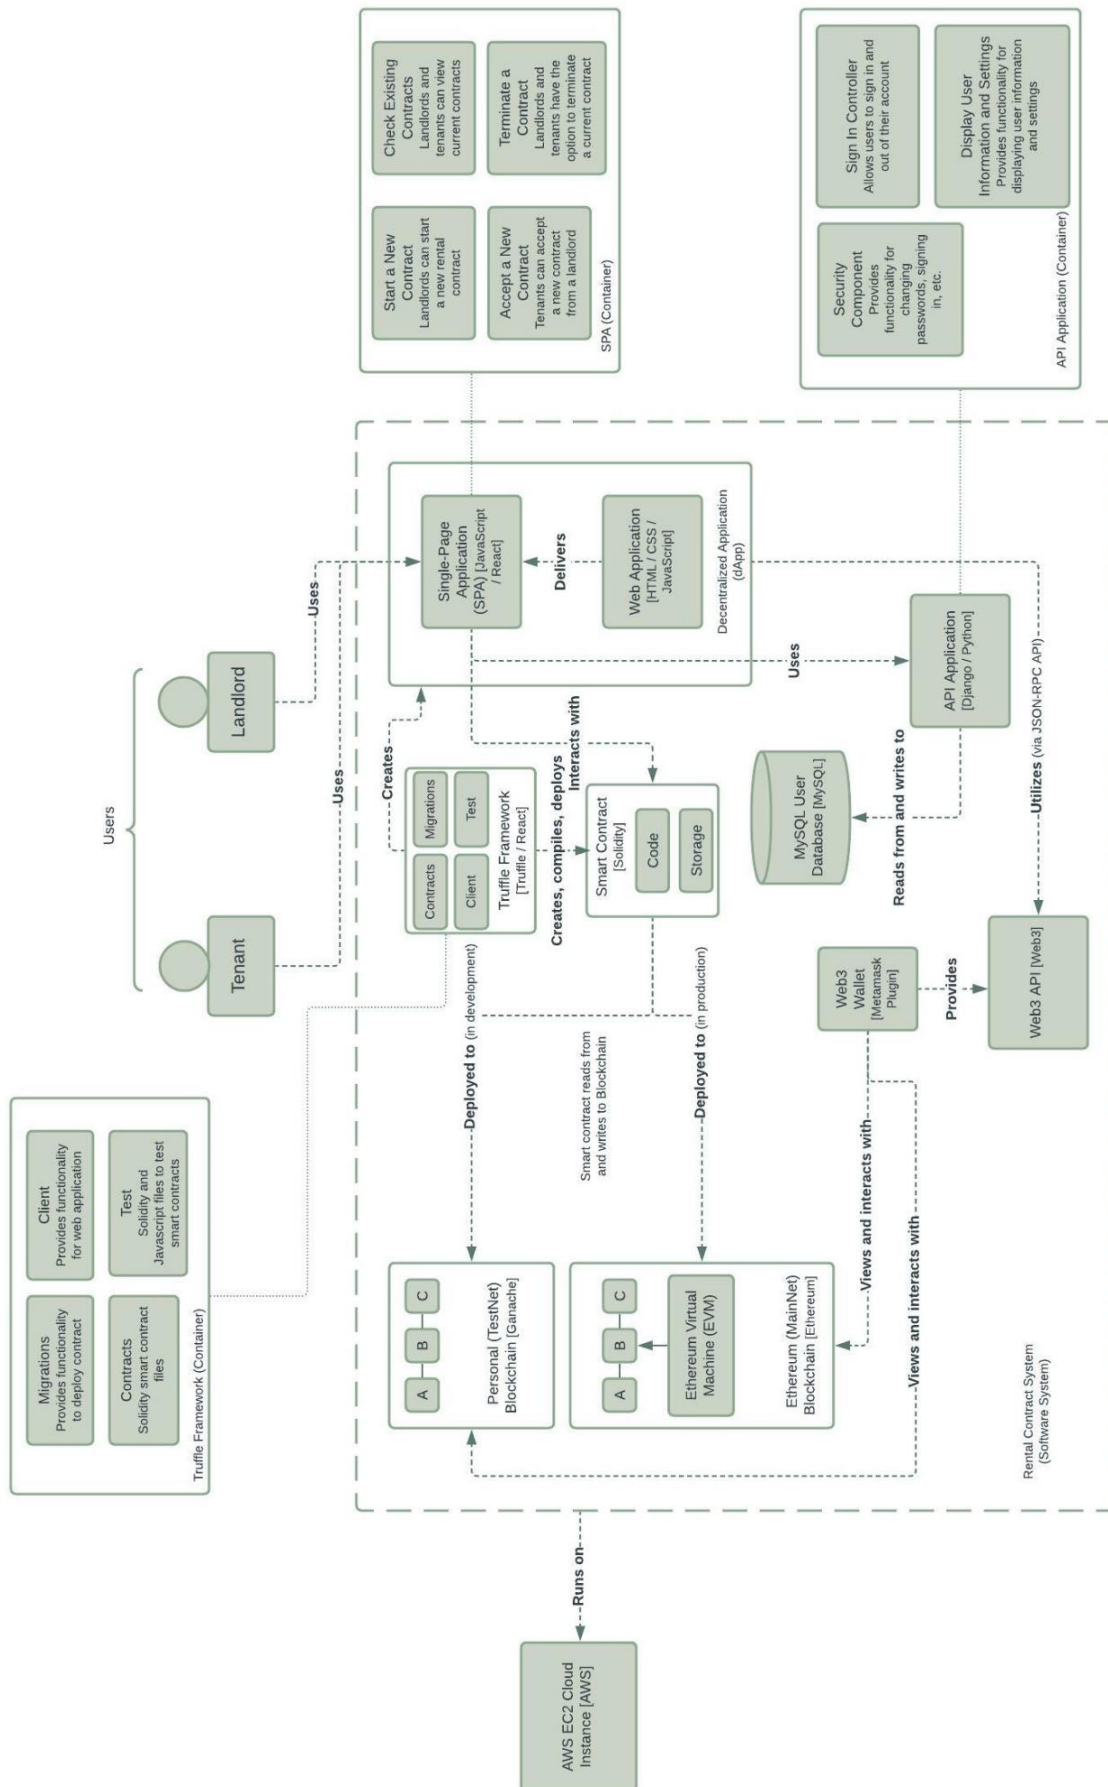 Users
Tenant
Landlord
Uses
Uses
Migrations
Provides functionality
to deploy contract
Client
Provides functionality
for web application
Contracts
Solidity smart contract
files
Test
Solidity and
Javascript files to test
smart contracts
Truffle Framework (Container)
Start a New
Contract
Landlords can start
a new rental
contract
Check Existing
Contracts
Landlords and
tenants can view
current contracts
Accept a New
Contract
Tenants can accept
a new contract
from a landlord
Terminate a
Contract
Landlords and
tenants have the
option to terminate
a current contract
SPA (Container)
AWS EC2 Cloud
Instance [AWS]
Runs on
A
B
C
Personal (TestNet)
Blockchain [Ganache]
Deployed to (in development)
Contracts
Migrations
Client
Test
Truffle Framework
[Truffle / React]
Creates
Creates, compiles, deploys
Interacts with
Single-Page
Application
(SPA) [JavaScript
/ React]
Delivers
Web Application
[HTML / CSS /
JavaScript]
Decentralized Application
(dApp)
A
B
C
Ethereum Virtual
Machine (EVM)
Ethereum (MainNet)
Blockchain [Ethereum]
Smart contract reads from
and writes to Blockchain
Deployed to (in production)
Smart Contract
[Solidity]
Code
Storage
Uses
Views and interacts with
Views and interacts with
Web3
Wallet
[Metamask
Plugin]
Provides
Web3 API [Web3]
MySQL User
Database [MySQL]
Reads from and writes to
API Application
[Django / Python]
Utilizes (via JSON-RPC API)
Rental Contract System
(Software System)
Security
Component
Provides
functionality for
changing
passwords, signing
in, etc.
Sign In Controller
Allows users to sign in and
out of their account
Display User
Information and Settings
Provides functionality for
displaying user information
and settings
API Application (Container)